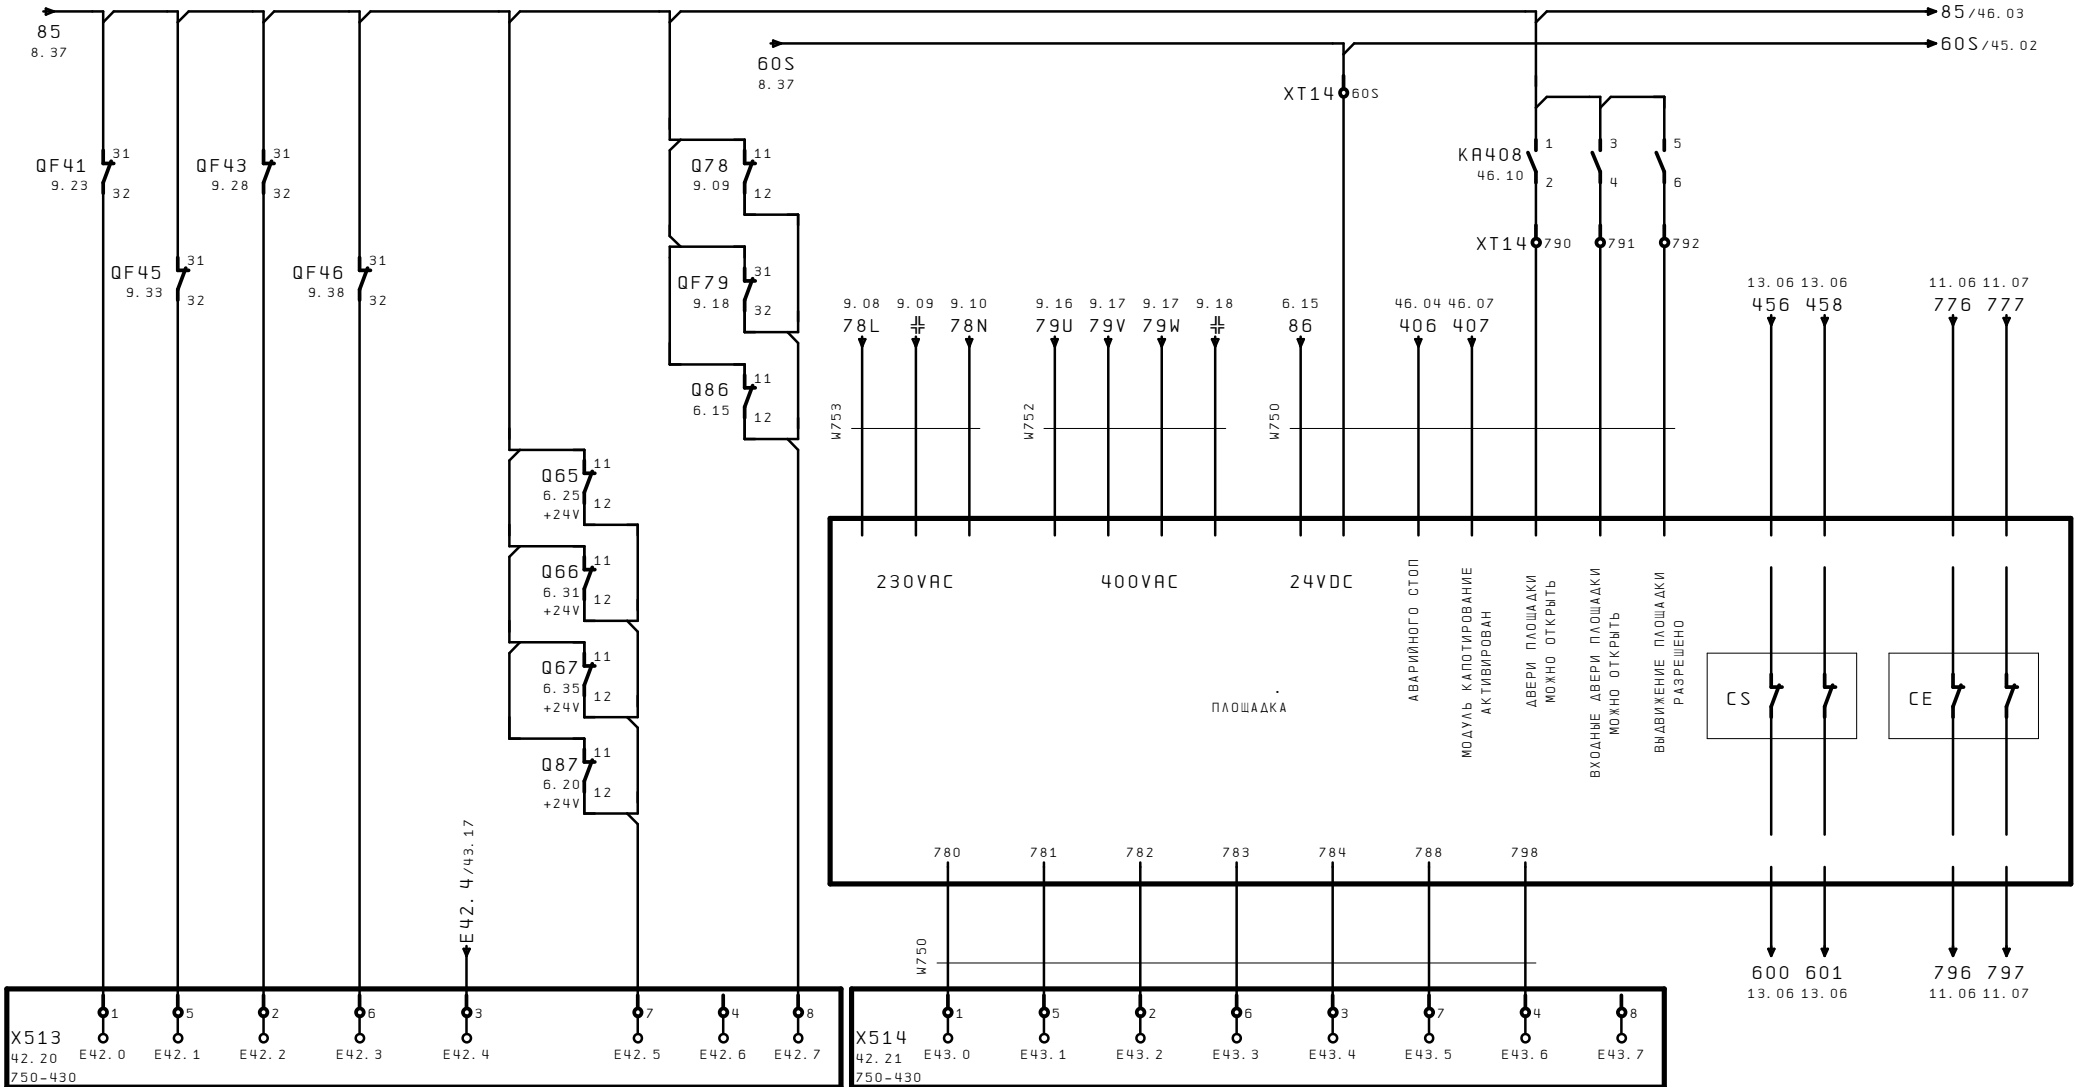 85
8.37
85/46.03
60S
8.37
60S/45.02
XT14 60S
QF41
9.23
31
32
QF45
9.33
31
32
QF43
9.28
31
32
QF46
9.38
31
32
Q78
9.09
11
12
QF79
9.18
31
32
Q86
6.15
11
12
Q65
6.25
+24V
11
12
Q66
6.31
+24V
11
12
Q67
6.35
+24V
11
12
Q87
6.20
+24V
11
12
E42.4/43.17
KA408
46.10
1
2
3
4
5
6
XT14 790 791 792
9.08 9.09 9.10
78L 78N
W753
9.16 9.17 9.17 9.18
79U 79V 79W
W752
6.15
86
W750
46.04 46.07
406 407
13.06 13.06
456 458
11.06 11.07
776 777
230VAC
400VAC
24VDC
АВАРИЙНОГО СТОП
МОДУЛЬ КАПОТИРОВАНИЕ
АКТИВИРОВАН
ДВЕРИ ПЛОЩАДКИ
МОЖНО ОТКРЫТЬ
ВХОДНЫЕ ДВЕРИ ПЛОЩАДКИ
МОЖНО ОТКРЫТЬ
ВЫДВИЖЕНИЕ ПЛОЩАДКИ
РАЗРЕШЕНО
ПЛОЩАДКА
CS
CE
780 781 782 783 784 788 798
W750
600 601
13.06 13.06
796 797
11.06 11.07
X513
42.20
750-430
1 5 2 6 3 7 4 8
E42.0 E42.1 E42.2 E42.3 E42.4 E42.5 E42.6 E42.7
X514
42.21
750-430
1 5 2 6 3 7 4 8
E43.0 E43.1 E43.2 E43.3 E43.4 E43.5 E43.6 E43.7